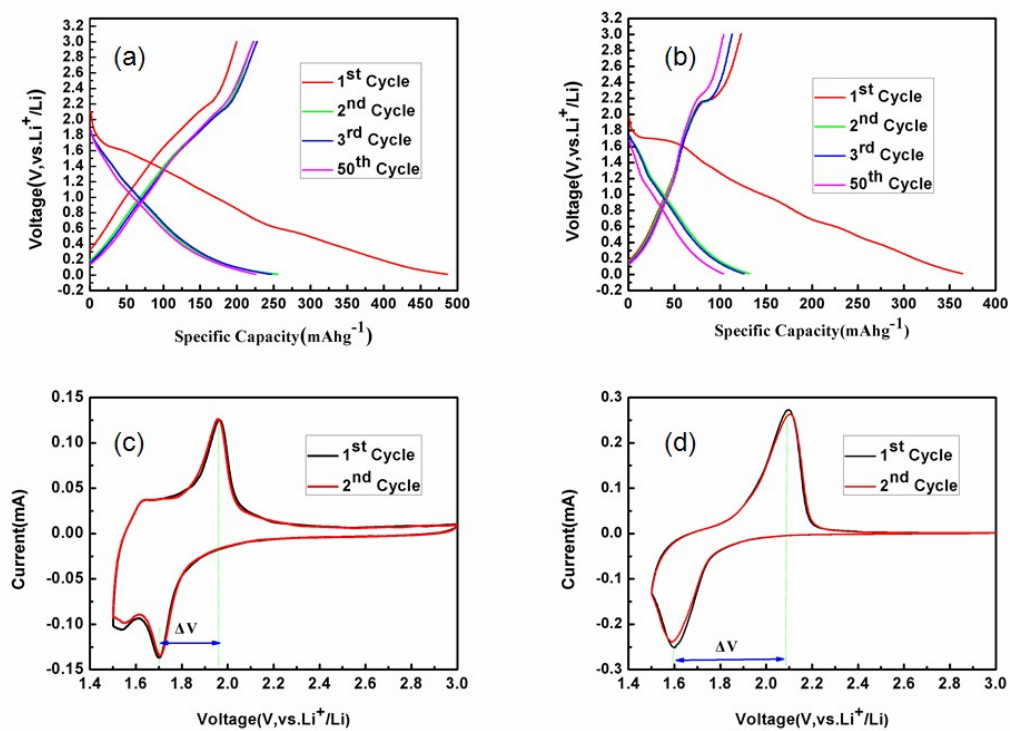 (a)
1st Cycle
2nd Cycle
3rd Cycle
50th Cycle
3.0
2.8
2.6
2.4
2.2
2.0
1.8
1.6
1.4
1.2
1.0
0.8
0.6
0.4
0.2
0.0
-0.2
Voltage(V,vs.Li+/Li)
0 50 100 150 200 250 300 350 400 450 500
Specific Capacity(mAhg-1)
(b)
1st Cycle
2nd Cycle
3rd Cycle
50th Cycle
3.2
3.0
2.8
2.6
2.4
2.2
2.0
1.8
1.6
1.4
1.2
1.0
0.8
0.6
0.4
0.2
0.0
-0.2
Voltage(V,vs.Li+/Li)
0 50 100 150 200 250 300 350 400
Specific Capacity(mAhg-1)
(c)
1st Cycle
2nd Cycle
ΔV
0.15
0.10
0.05
0.00
-0.05
-0.10
-0.15
Current(mA)
1.4 1.6 1.8 2.0 2.2 2.4 2.6 2.8 3.0
Voltage(V,vs.Li+/Li)
(d)
1st Cycle
2nd Cycle
ΔV
0.3
0.2
0.1
0.0
-0.1
-0.2
-0.3
Current(mA)
1.4 1.6 1.8 2.0 2.2 2.4 2.6 2.8 3.0
Voltage(V,vs.Li+/Li)